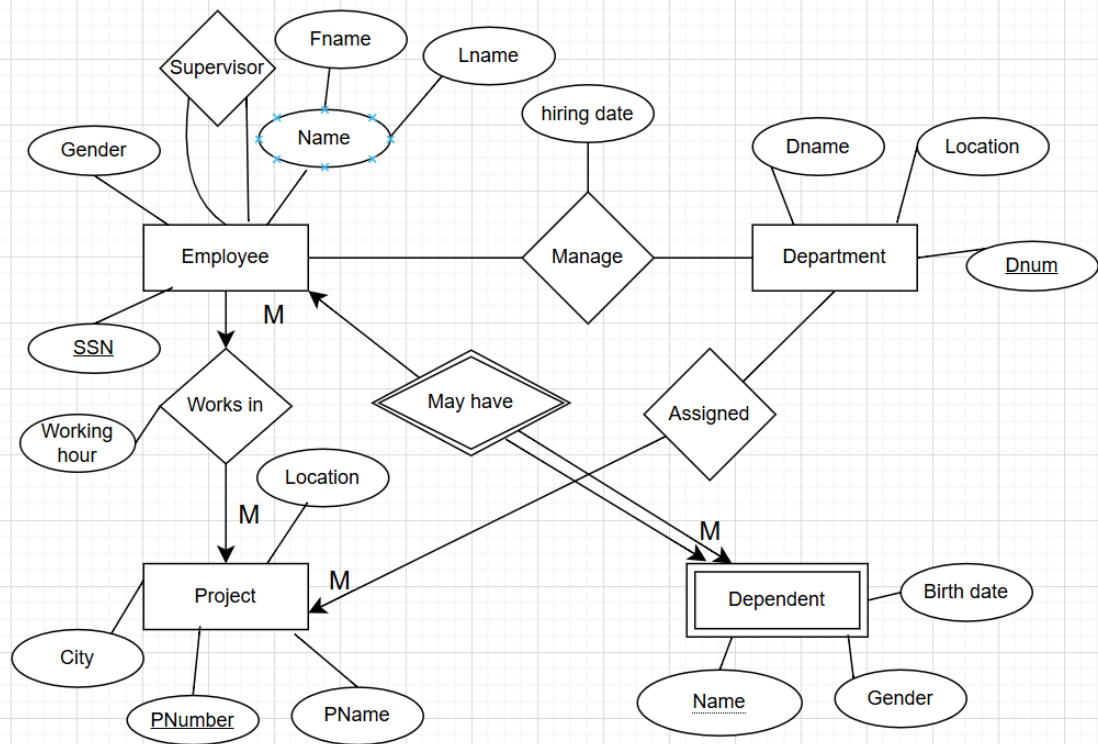 Fname
Lname
Supervisor
hiring date
Name
Gender
Dname
Location
Employee
Manage
Department
Dnum
M
SSN
Works in
May have
Assigned
Working
hour
Location
M
M
M
Project
Dependent
Birth date
City
PNumber
PName
Name
Gender